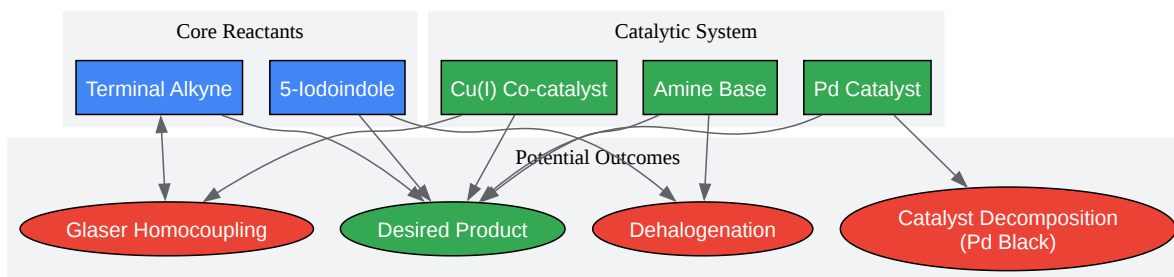 Core Reactants
Catalytic System
Terminal Alkyne
5-Iodoindole
Cu(I) Co-catalyst
Amine Base
Pd Catalyst
Potential Outcomes
Glaser Homocoupling
Desired Product
Dehalogenation
Catalyst Decomposition
(Pd Black)